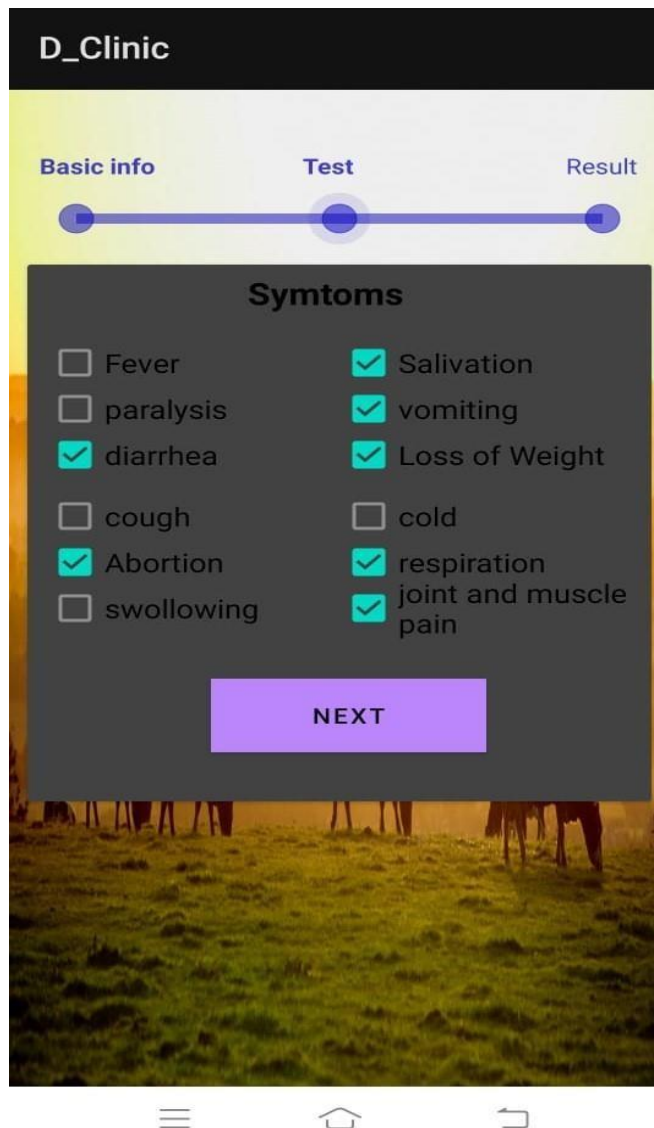 D_Clinic
Basic info Test Result
Symtoms
Fever Salivation
paralysis vomiting
diarrhea Loss of Weight
cough cold
Abortion respiration
swollowing joint and muscle
pain
NEXT